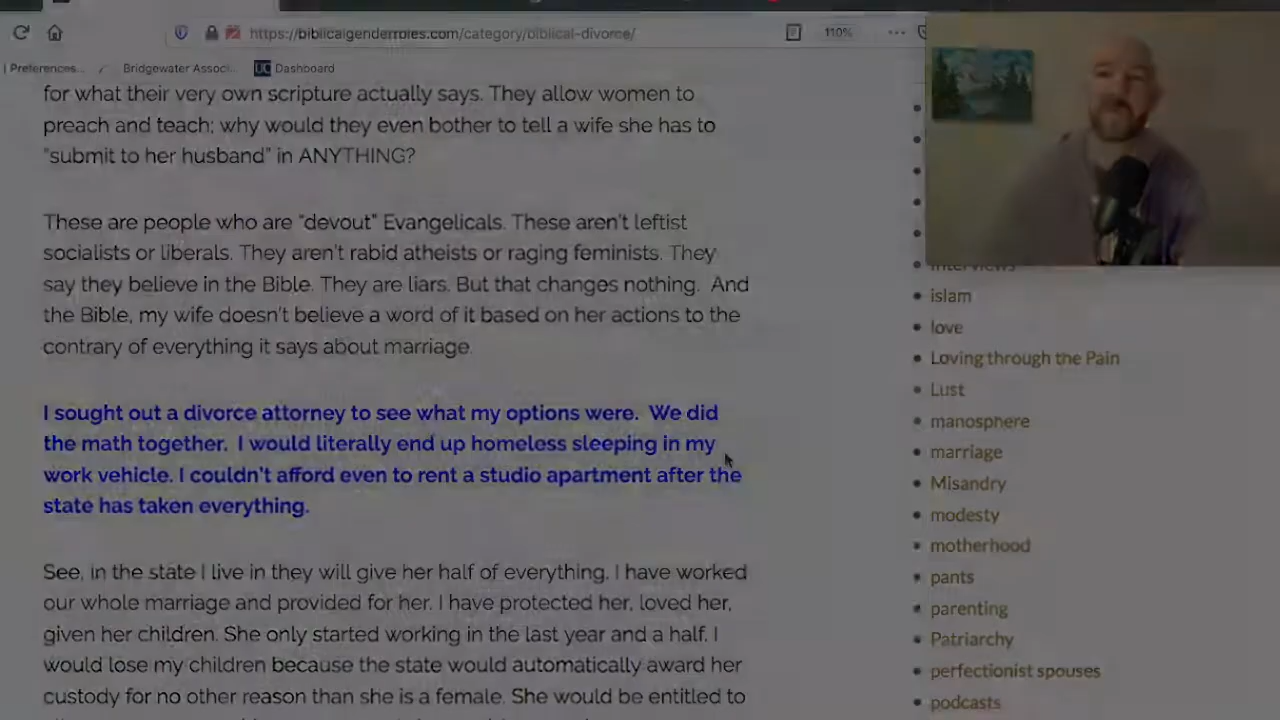 https://biblicalgenderroles.com/category/biblical-divorce/
110%
Preferences...
Bridgewater Associ...
UC Dashboard
for what their very own scripture actually says. They allow women to
preach and teach; why would they even bother to tell a wife she has to
"submit to her husband" in ANYTHING?
These are people who are "devout" Evangelicals. These aren't leftist
socialists or liberals. They aren't rabid atheists or raging feminists. They
say they believe in the Bible. They are liars. But that changes nothing. And
the Bible, my wife doesn't believe a word of it based on her actions to the
contrary of everything it says about marriage.
I sought out a divorce attorney to see what my options were. We did
the math together. I would literally end up homeless sleeping in my
work vehicle. I couldn't afford even to rent a studio apartment after the
state has taken everything.
See, in the state I live in they will give her half of everything. I have worked
our whole marriage and provided for her. I have protected her, loved her,
given her children. She only started working in the last year and a half. I
would lose my children because the state would automatically award her
custody for no other reason than she is a female. She would be entitled to
interviews
islam
love
Loving through the Pain
Lust
manosphere
marriage
Misandry
modesty
motherhood
pants
parenting
Patriarchy
perfectionist spouses
podcasts